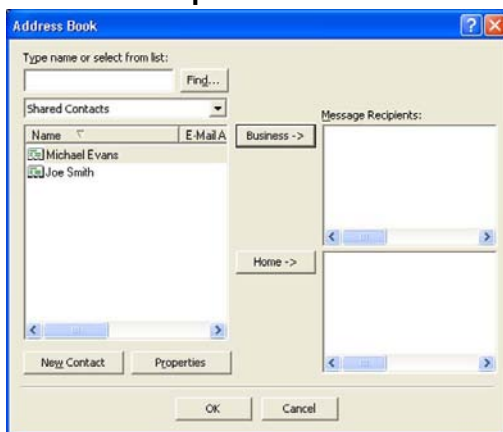 Address Book
Type name or select from list:
Find...
Shared Contacts
Message Recipients:
Name E-Mail A
Business ->
Michael Evans
Joe Smith
Home ->
New Contact Properties
OK Cancel